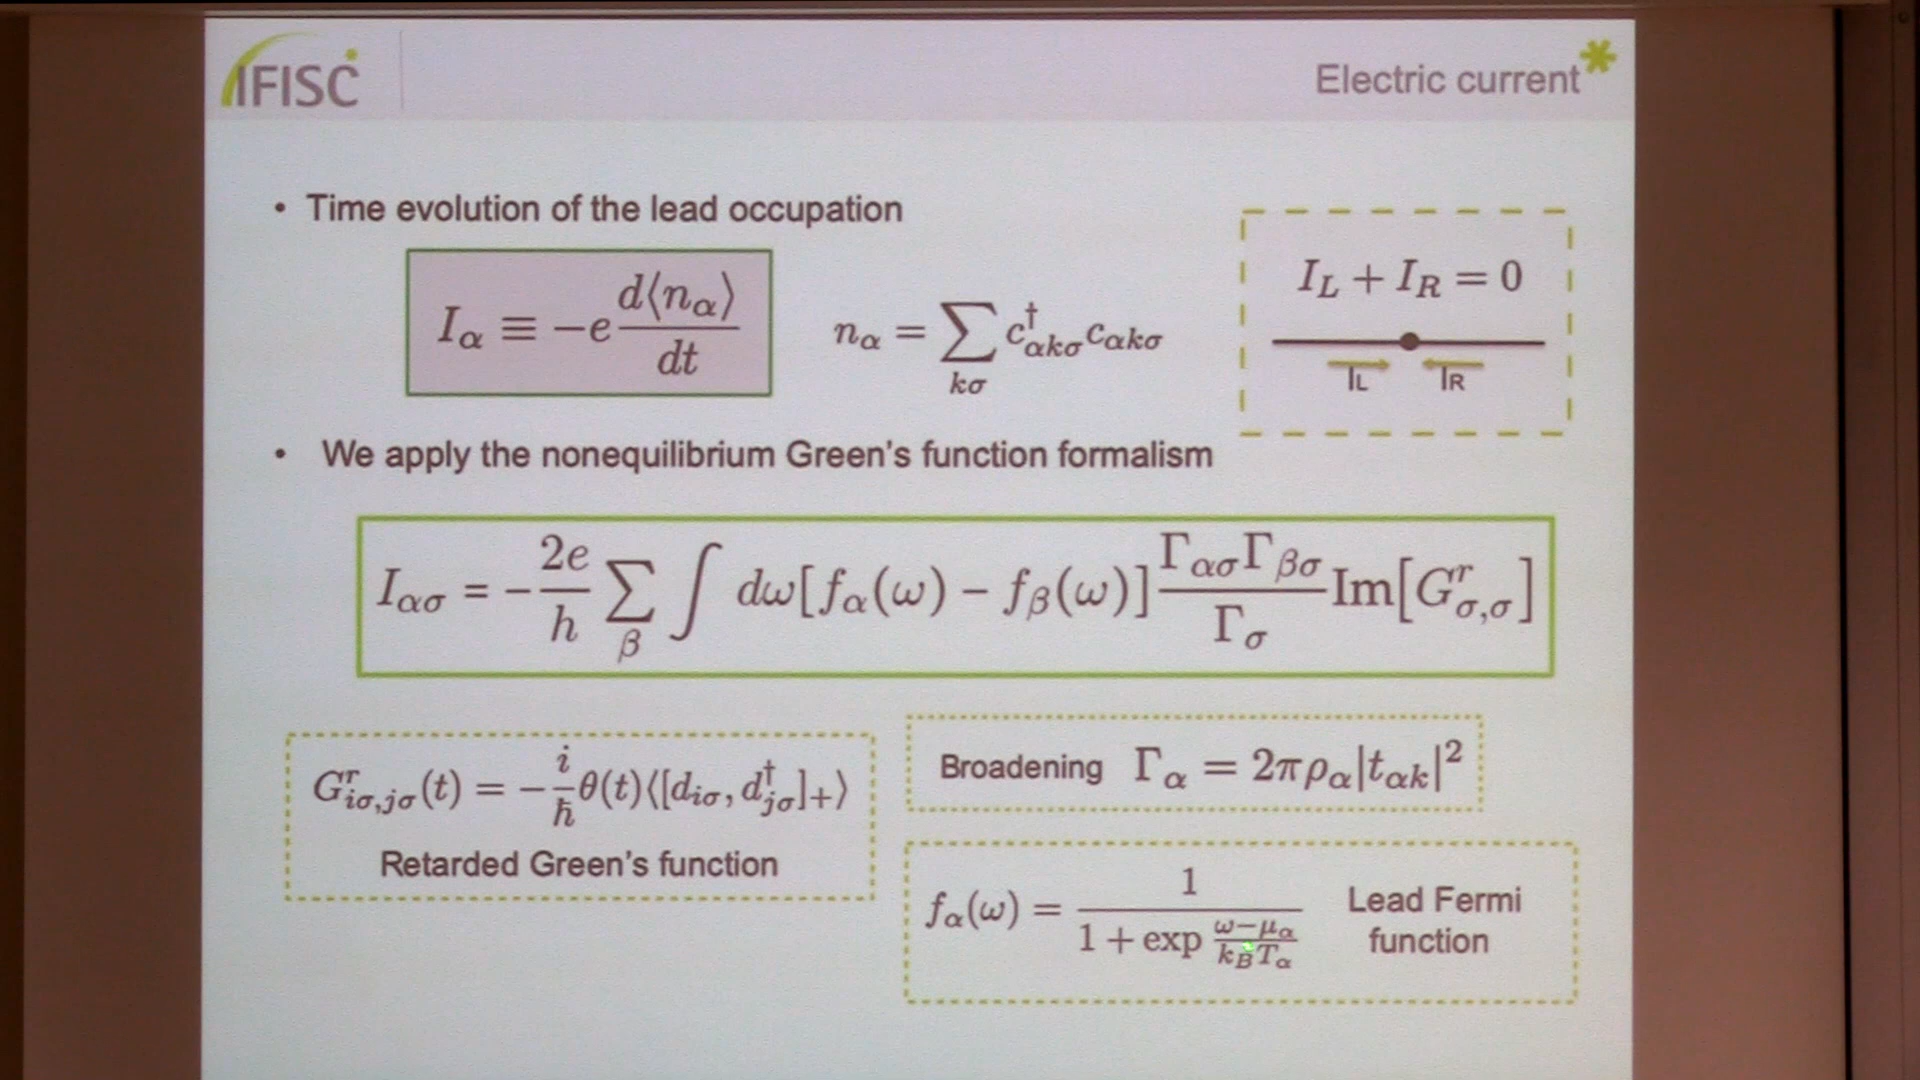 IFISC
Electric current*
• Time evolution of the lead occupation
I_α ≡ −e d⟨n_α⟩/dt
n_α = ∑_{kσ} c†_{αkσ} c_{αkσ}
I_L + I_R = 0
I_L I_R
• We apply the nonequilibrium Green's function formalism
I_{ασ} = −(2e/h) ∑_β ∫ dω[f_α(ω) − f_β(ω)] (Γ_{ασ}Γ_{βσ}/Γ_σ) Im[G^r_{σ,σ}]
G^r_{iσ,jσ}(t) = −(i/ħ)θ(t)⟨[d_{iσ}, d†_{jσ}]_+⟩
Retarded Green's function
Broadening Γ_α = 2πρ_α|t_{αk}|²
f_α(ω) = 1/(1 + exp (ω−μ_α)/(k_B T_α))
Lead Fermi
function